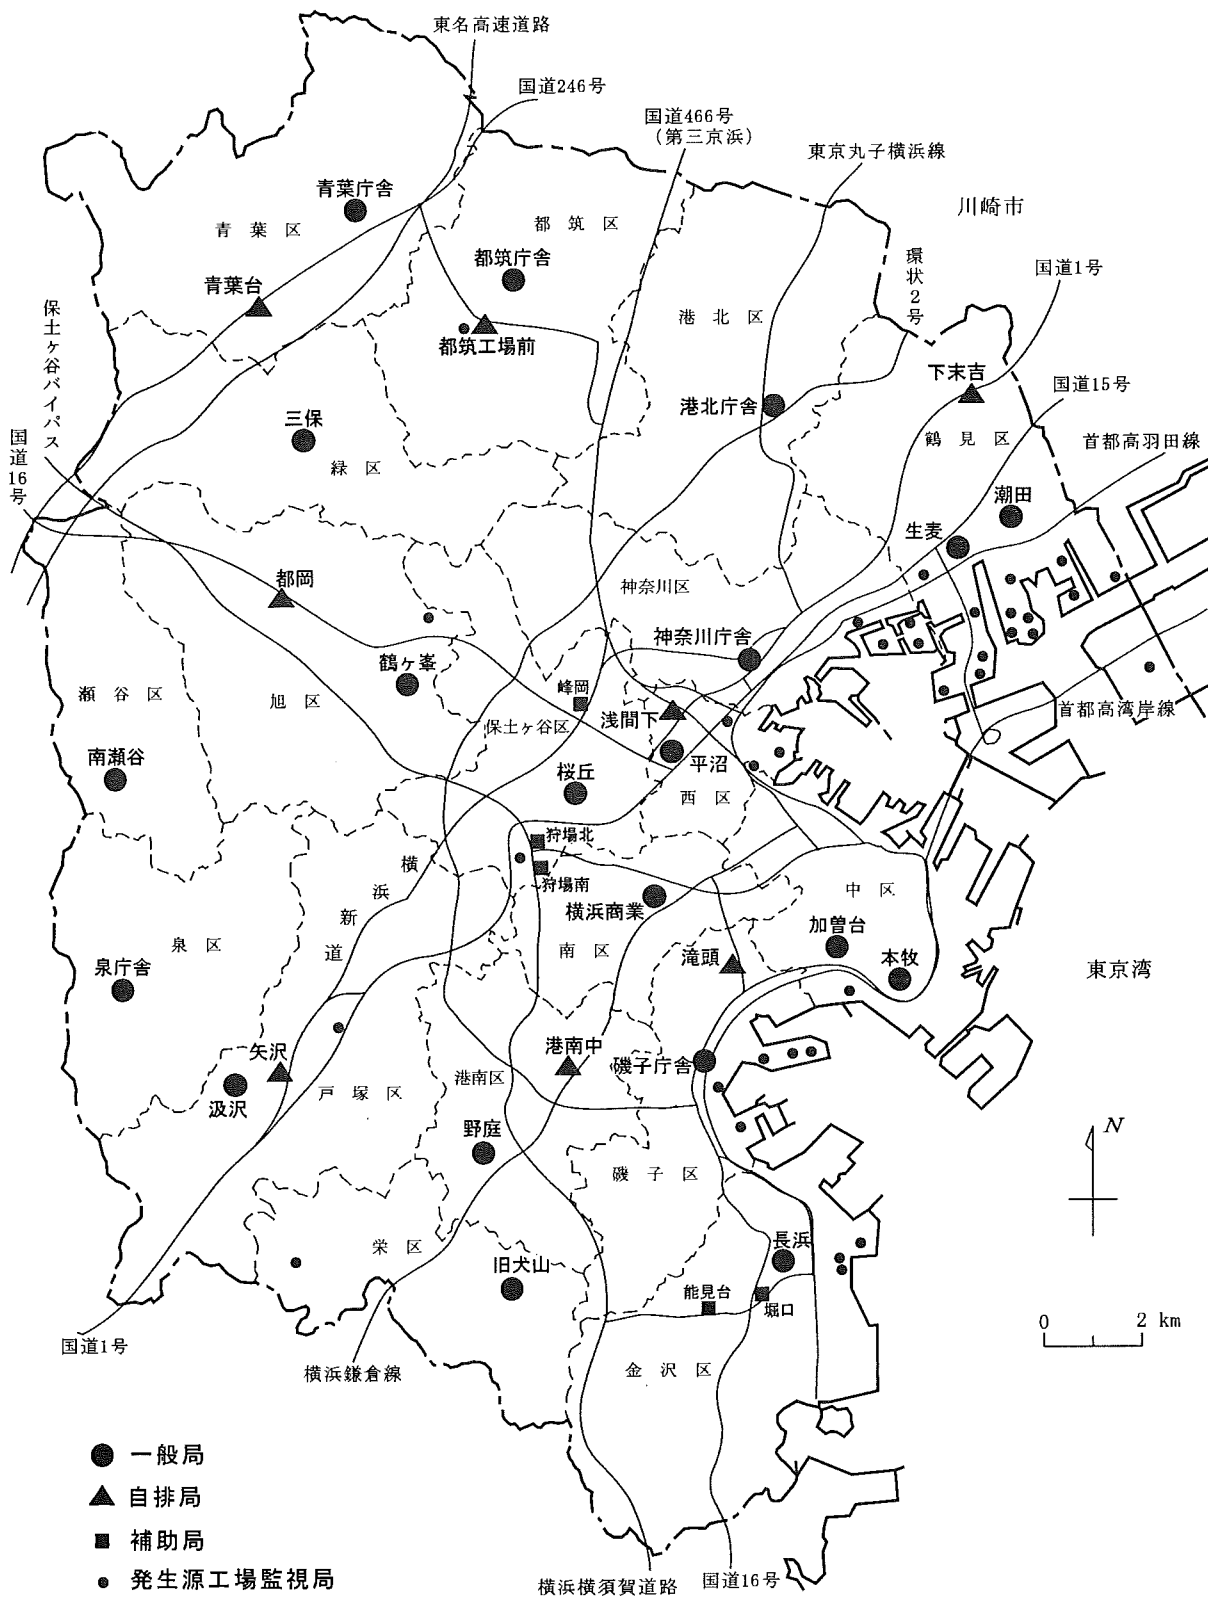 東名高速道路
国道246号
国道466号
(第三京浜)
東京丸子横浜線
川崎市
青葉庁舎
青葉区
都筑区
都筑庁舎
環状2号
国道1号
青葉台
保土ヶ谷バイパス
港北区
都筑工場前
下末吉
国道15号
港北庁舎
三保
国道16号
緑区
鶴見区
首都高羽田線
潮田
生麦
都岡
神奈川区
神奈川庁舎
鶴ヶ峯
瀬谷区
旭区
峰岡
保土ヶ谷区
浅間下
首都高湾岸線
南瀬谷
桜丘
平沼
西区
狩場北
横浜新道
狩場南
横浜商業
中区
加曽台
泉区
南区
滝頭
本牧
泉庁舎
東京湾
矢沢
港南中
磯子庁舎
汲沢
戸塚区
港南区
野庭
N
磯子区
栄区
長浜
旧犬山
能見台
堀口
0 2 km
国道1号
横浜鎌倉線
金沢区
一般局
自排局
補助局
発生源工場監視局
横浜横須賀道路
国道16号